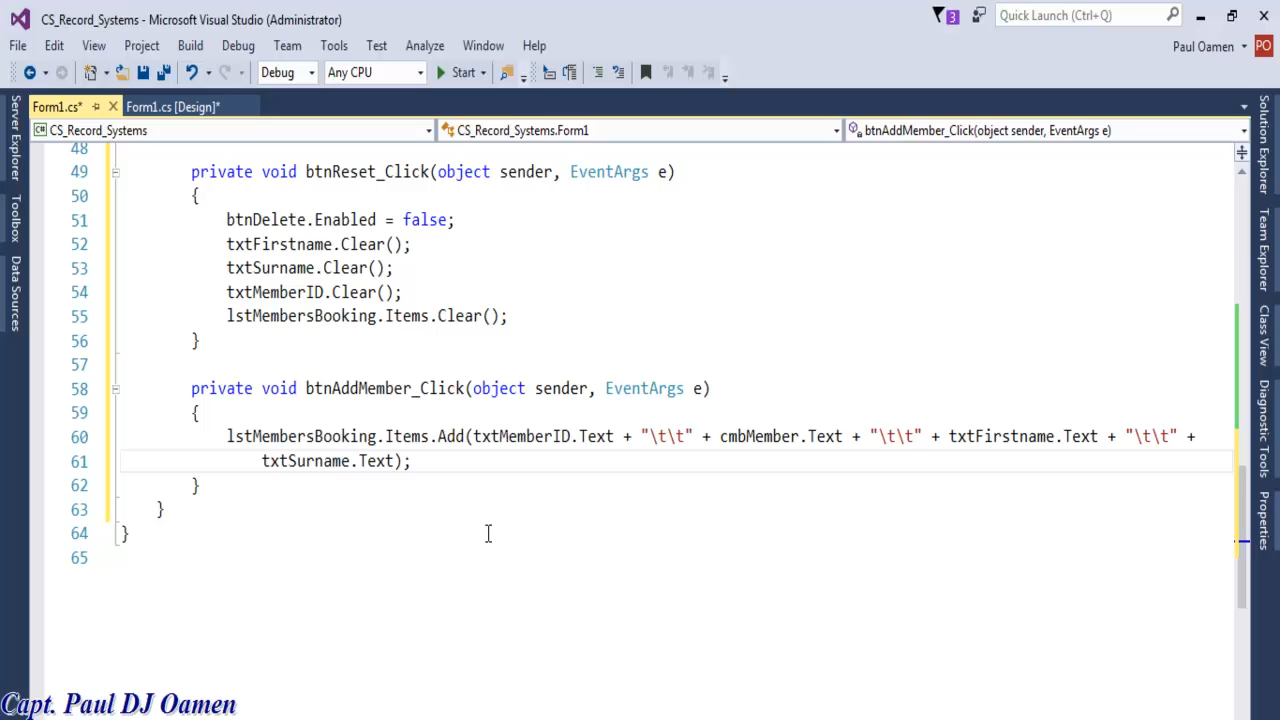 CS_Record_Systems - Microsoft Visual Studio (Administrator)
3
Quick Launch (Ctrl+Q)
File Edit View Project Build Debug Team Tools Test Analyze Window Help
Paul Oamen
PO
Debug
Any CPU
Start
Form1.cs*
Form1.cs [Design]*
CS_Record_Systems
CS_Record_Systems.Form1
btnAddMember_Click(object sender, EventArgs e)
Server Explorer
Toolbox
Data Sources
48
49 private void btnReset_Click(object sender, EventArgs e)
50 {
51 btnDelete.Enabled = false;
52 txtFirstname.Clear();
53 txtSurname.Clear();
54 txtMemberID.Clear();
55 lstMembersBooking.Items.Clear();
56 }
57
58 private void btnAddMember_Click(object sender, EventArgs e)
59 {
60 lstMembersBooking.Items.Add(txtMemberID.Text + "\t\t" + cmbMember.Text + "\t\t" + txtFirstname.Text + "\t\t" +
61 txtSurname.Text);
62 }
63 }
64 }
65
Solution Explorer
Team Explorer
Class View
Diagnostic Tools
Properties
Capt. Paul DJ Oamen